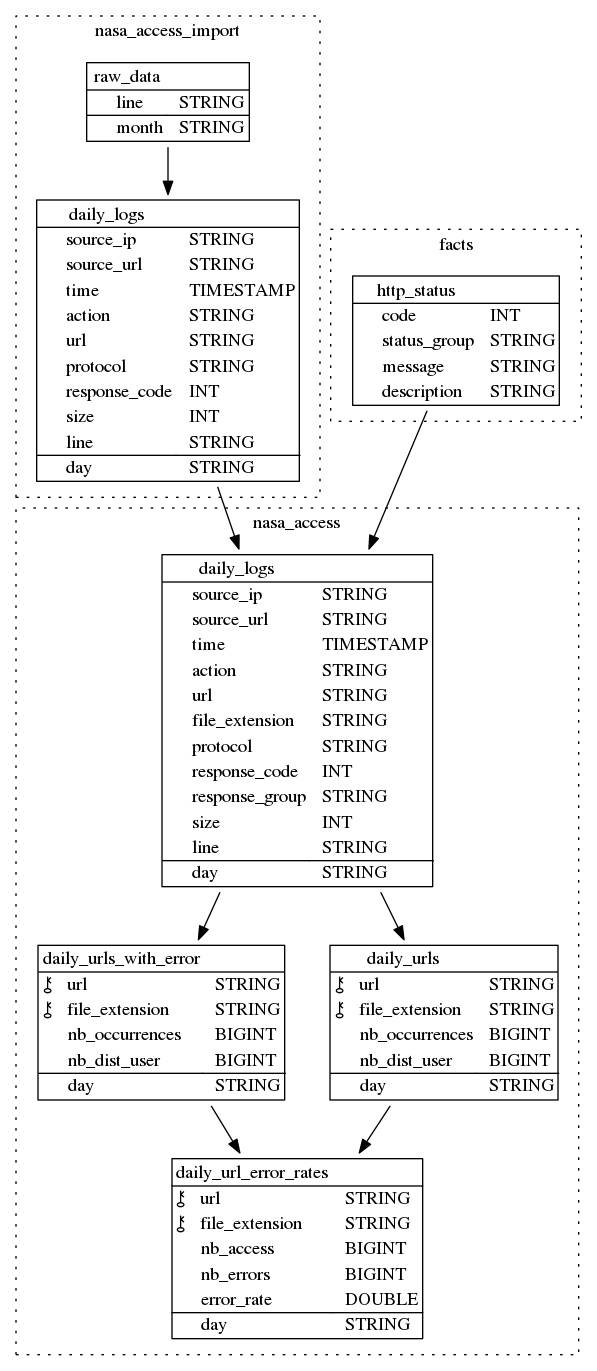 nasa_access_import
raw_data
line STRING
month STRING
daily_logs
source_ip STRING
source_url STRING
time TIMESTAMP
action STRING
url STRING
protocol STRING
response_code INT
size INT
line STRING
day STRING
facts
http_status
code INT
status_group STRING
message STRING
description STRING
nasa_access
daily_logs
source_ip STRING
source_url STRING
time TIMESTAMP
action STRING
url STRING
file_extension STRING
protocol STRING
response_code INT
response_group STRING
size INT
line STRING
day STRING
daily_urls_with_error
url STRING
file_extension STRING
nb_occurrences BIGINT
nb_dist_user BIGINT
day STRING
daily_urls
url STRING
file_extension STRING
nb_occurrences BIGINT
nb_dist_user BIGINT
day STRING
daily_url_error_rates
url STRING
file_extension STRING
nb_access BIGINT
nb_errors BIGINT
error_rate DOUBLE
day STRING